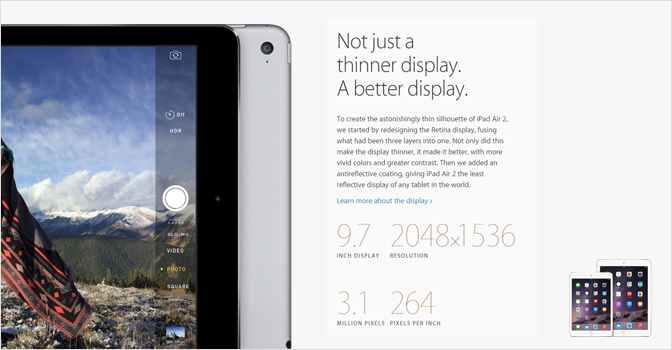 Off
HDR
SLO-MO
VIDEO
PHOTO
SQUARE
Not just a
thinner display.
A better display.
To create the astonishingly thin silhouette of iPad Air 2,
we started by redesigning the Retina display, fusing
what had been three layers into one. Not only did this
make the display thinner, it made it better, with more
vivid colors and greater contrast. Then we added an
antireflective coating, giving iPad Air 2 the least
reflective display of any tablet in the world.
Learn more about the display ›
9.7 2048x1536
INCH DISPLAY RESOLUTION
3.1 264
MILLION PIXELS PIXELS PER INCH